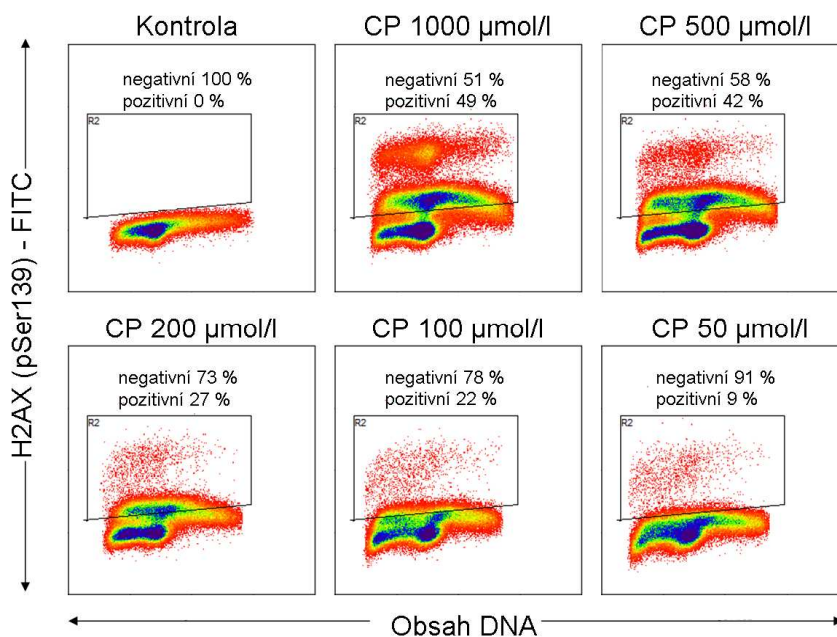 Kontrola
negativní 100 %
pozitivní 0 %
R2
CP 1000 µmol/l
negativní 51 %
pozitivní 49 %
R2
CP 500 µmol/l
negativní 58 %
pozitivní 42 %
R2
CP 200 µmol/l
negativní 73 %
pozitivní 27 %
R2
CP 100 µmol/l
negativní 78 %
pozitivní 22 %
R2
CP 50 µmol/l
negativní 91 %
pozitivní 9 %
R2
H2AX (pSer139) - FITC
Obsah DNA